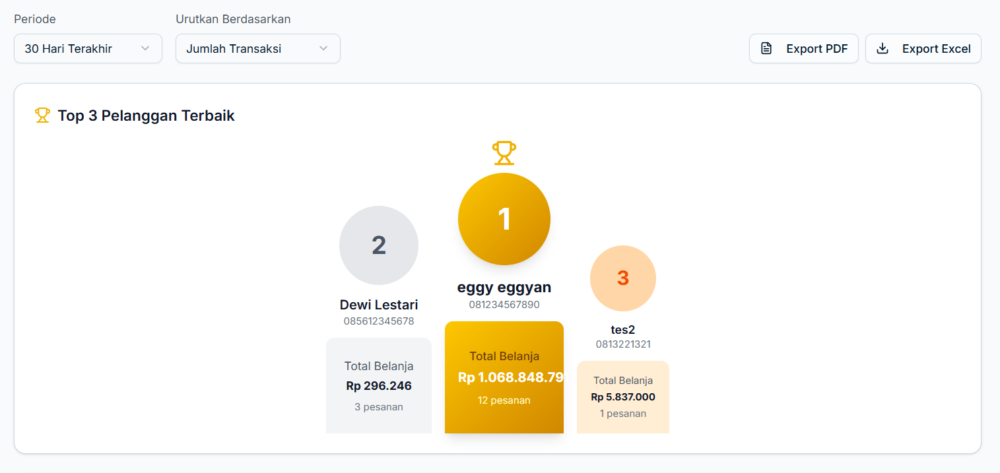 Periode
Urutkan Berdasarkan
30 Hari Terakhir
Jumlah Transaksi
Export PDF
Export Excel
Top 3 Pelanggan Terbaik
1
eggy eggyan
081234567890
Total Belanja
Rp 1.068.848.79
12 pesanan
2
Dewi Lestari
085612345678
Total Belanja
Rp 296.246
3 pesanan
3
tes2
0813221321
Total Belanja
Rp 5.837.000
1 pesanan